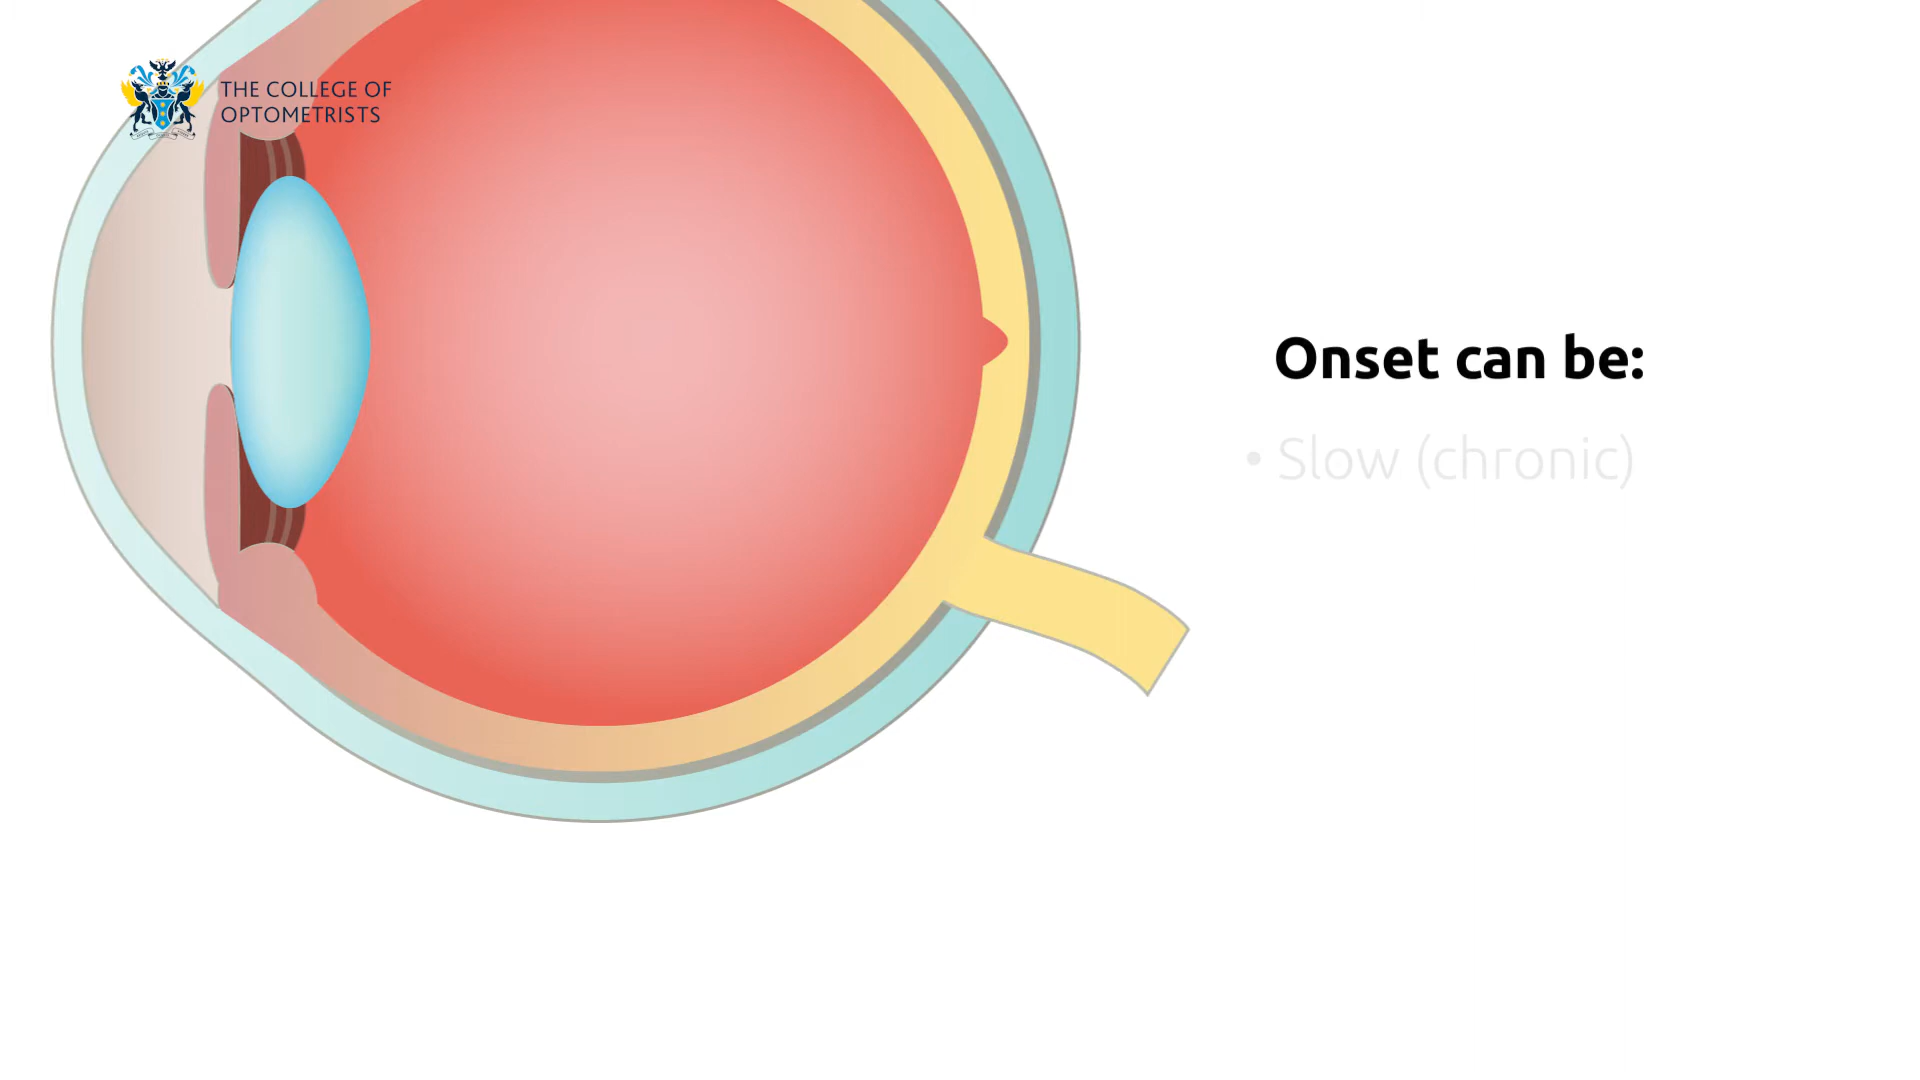 THE COLLEGE OF
OPTOMETRISTS
Onset can be:
• Slow (chronic)